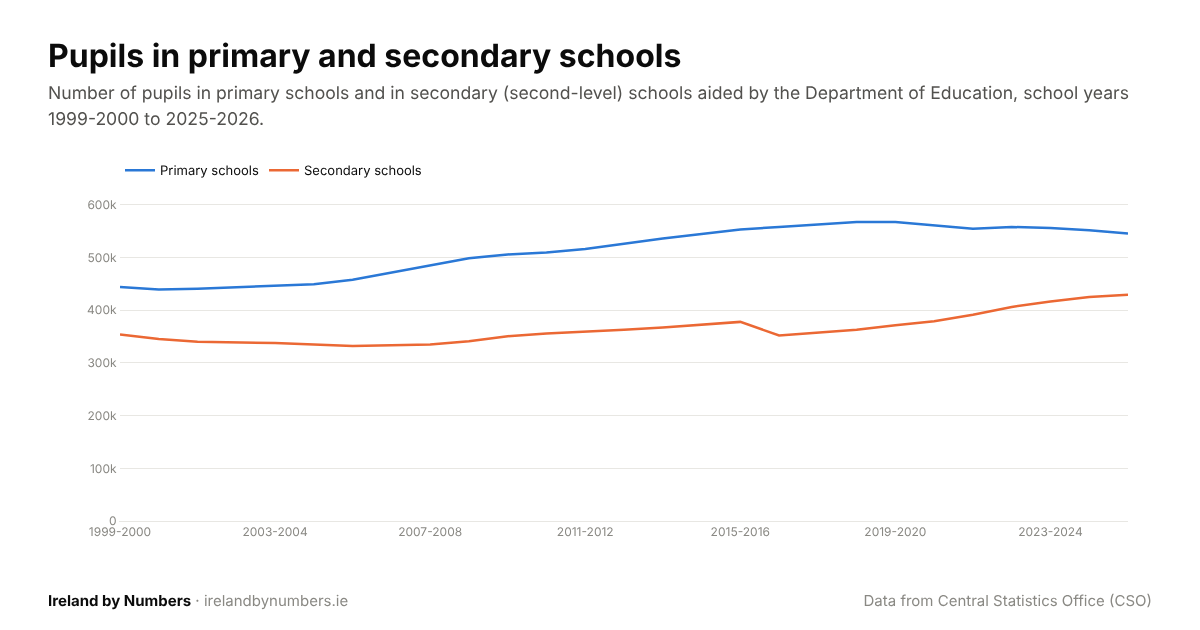 Pupils in primary and secondary schools
Number of pupils in primary schools and in secondary (second-level) schools aided by the Department of Education, school years
1999-2000 to 2025-2026.
Primary schools Secondary schools
600k
500k
400k
300k
200k
100k
0
1999-2000 2003-2004 2007-2008 2011-2012 2015-2016 2019-2020 2023-2024
Ireland by Numbers · irelandbynumbers.ie Data from Central Statistics Office (CSO)